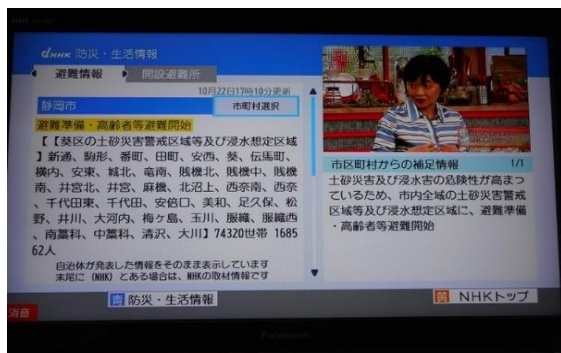 dNHK 防災・生活情報
避難情報
開設避難所
10月22日17時10分更新
静岡市
市町村選択
避難準備・高齢者等避難開始
【【葵区の土砂災害警戒区域等及び浸水想定区域
】新通、駒形、番町、田町、安西、葵、伝馬町、
横内、安東、城北、竜南、賤機北、賤機中、賤機
南、井宮北、井宮、麻機、北沼上、西奈南、西奈
、千代田東、千代田、安倍口、美和、足久保、松
野、井川、大河内、梅ヶ島、玉川、服織、服織西
、南藁科、中藁科、清沢、大川】74320世帯 1685
62人
自治体が発表した情報をそのまま表示しています
末尾に（NHK）とある場合は、NHKの取材情報です
市区町村からの補足情報 1/1
土砂災害及び浸水害の危険性が高まっ
ているため、市内全域の土砂災害警戒
区域等及び浸水想定区域に、避難準備
・高齢者等避難開始
青 防災・生活情報
黄 NHKトップ
消音
Panasonic